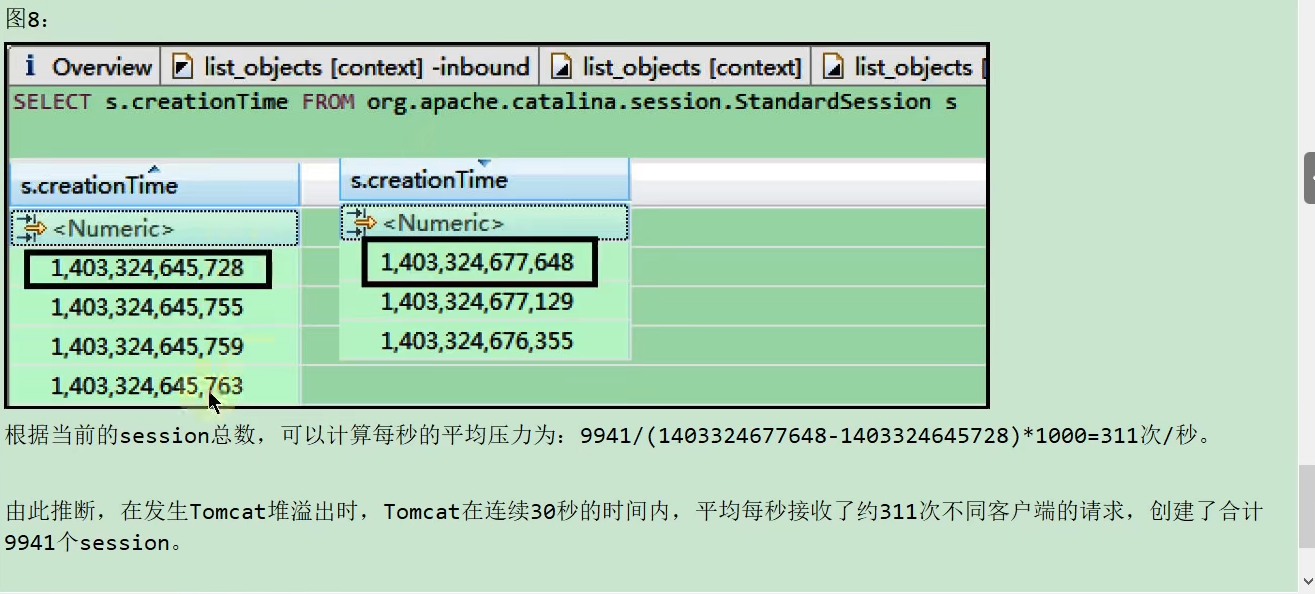 图8：
i Overview list_objects [context] -inbound list_objects [context] list_objects [
SELECT s.creationTime FROM org.apache.catalina.session.StandardSession s
s.creationTime s.creationTime
<Numeric> <Numeric>
1,403,324,645,728 1,403,324,677,648
1,403,324,645,755 1,403,324,677,129
1,403,324,645,759 1,403,324,676,355
1,403,324,645,763
根据当前的session总数，可以计算每秒的平均压力为：9941/(1403324677648-1403324645728)*1000=311次/秒。
由此推断，在发生Tomcat堆溢出时，Tomcat在连续30秒的时间内，平均每秒接收了约311次不同客户端的请求，创建了合计
9941个session。